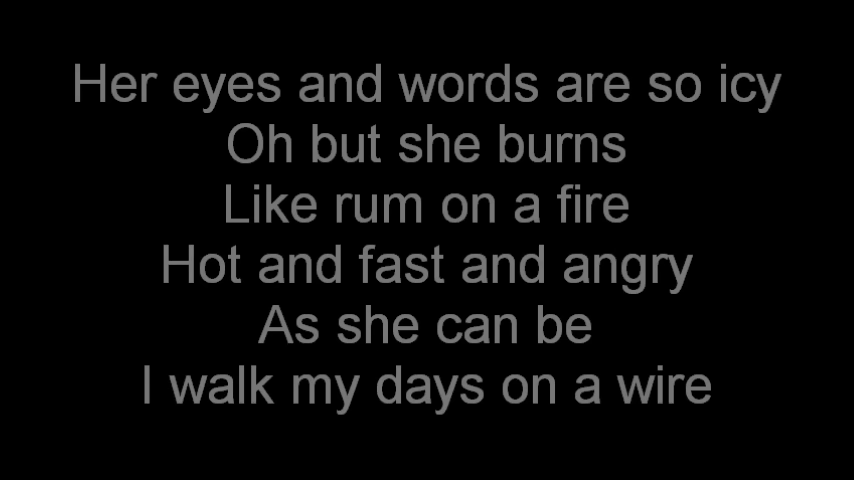 Her eyes and words are so icy
Oh but she burns
Like rum on a fire
Hot and fast and angry
As she can be
I walk my days on a wire